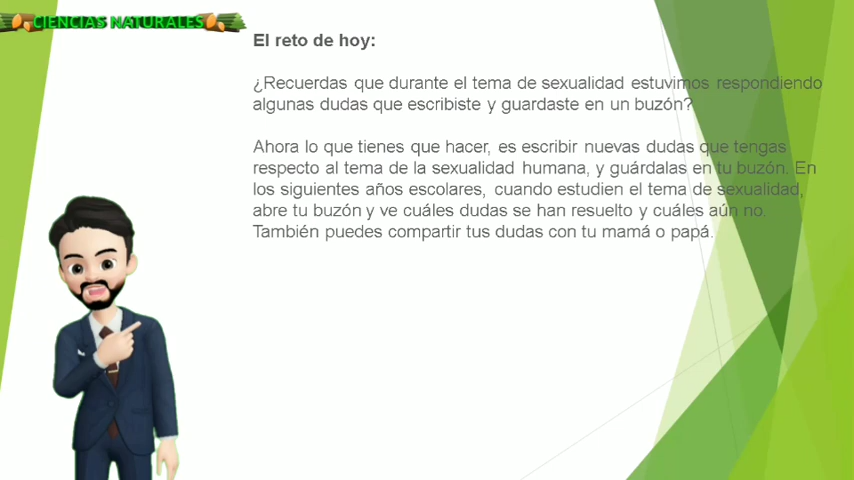 CIENCIAS NATURALES
El reto de hoy:
¿Recuerdas que durante el tema de sexualidad estuvimos respondiendo
algunas dudas que escribiste y guardaste en un buzón?
Ahora lo que tienes que hacer, es escribir nuevas dudas que tengas
respecto al tema de la sexualidad humana, y guárdalas en tu buzón. En
los siguientes años escolares, cuando estudien el tema de sexualidad,
abre tu buzón y ve cuáles dudas se han resuelto y cuáles aún no.
También puedes compartir tus dudas con tu mamá o papá.